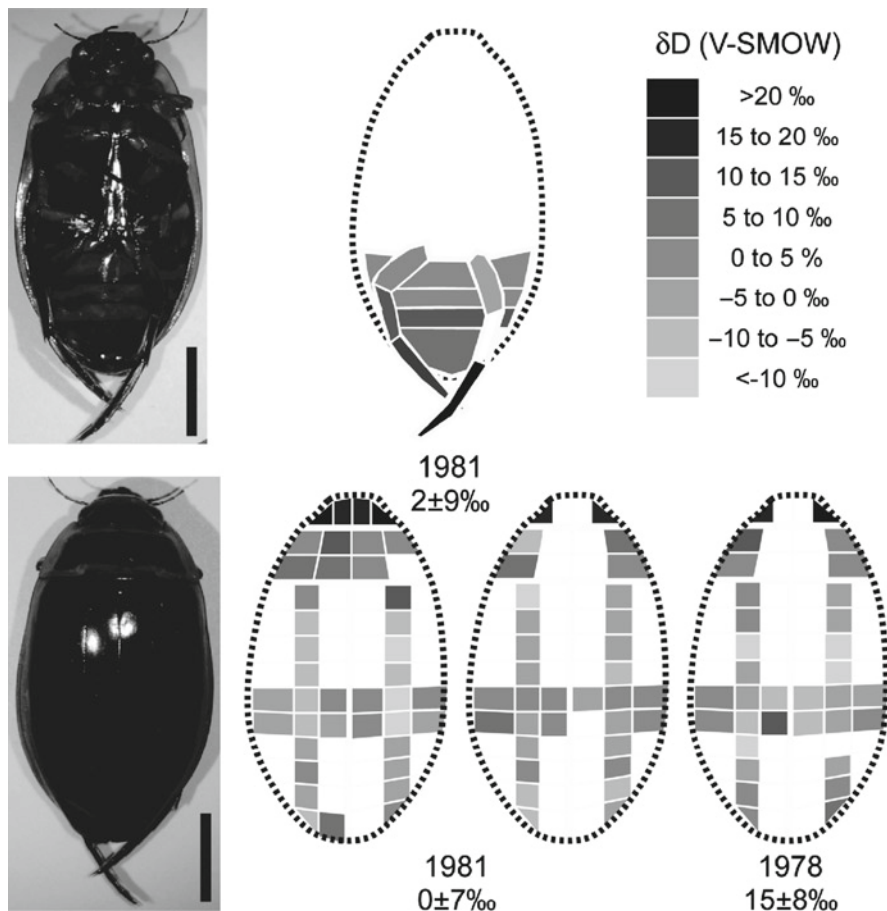 δD (V-SMOW)
>20 ‰
15 to 20 ‰
10 to 15 ‰
5 to 10 ‰
0 to 5 %
–5 to 0 ‰
–10 to –5‰
<-10 ‰
1981
2±9‰
1981
0±7‰
1978
15±8‰